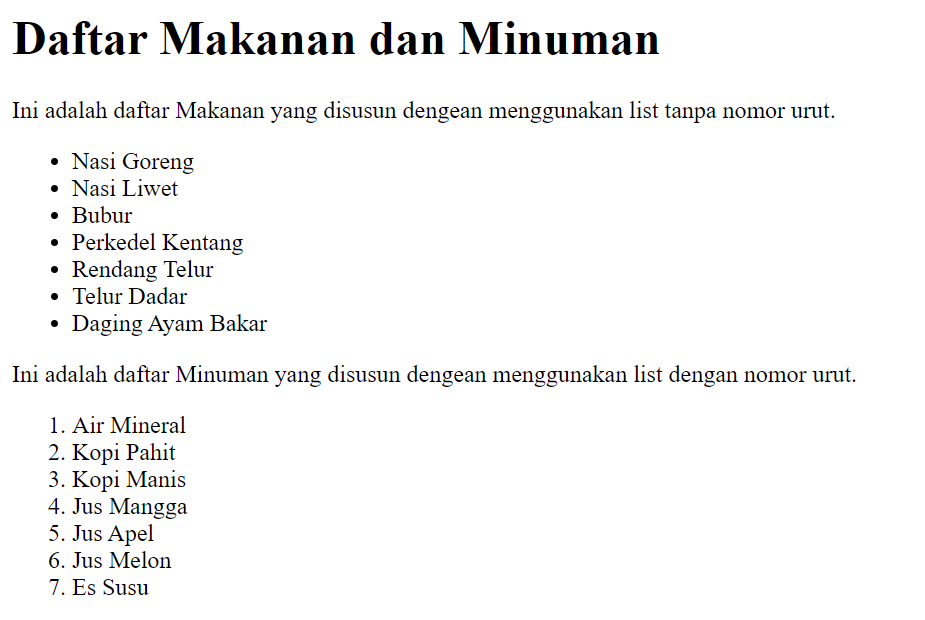 Daftar Makanan dan Minuman
Ini adalah daftar Makanan yang disusun dengean menggunakan list tanpa nomor urut.
• Nasi Goreng
• Nasi Liwet
• Bubur
• Perkedel Kentang
• Rendang Telur
• Telur Dadar
• Daging Ayam Bakar
Ini adalah daftar Minuman yang disusun dengean menggunakan list dengan nomor urut.
1. Air Mineral
2. Kopi Pahit
3. Kopi Manis
4. Jus Mangga
5. Jus Apel
6. Jus Melon
7. Es Susu